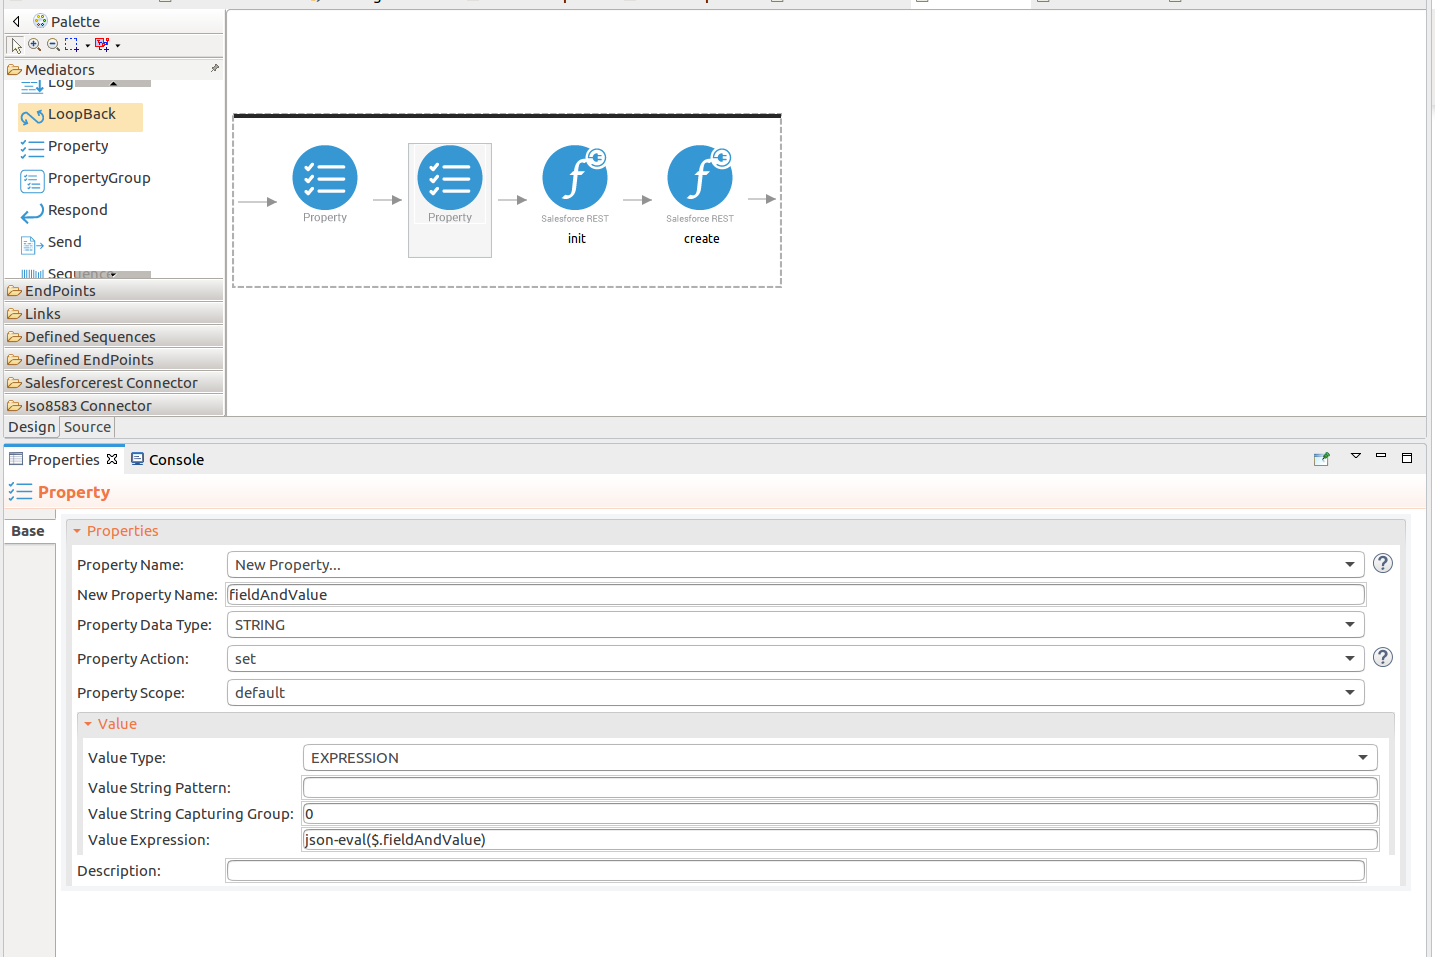 Palette
Mediators
Log
LoopBack
Property
PropertyGroup
Respond
Send
Sequence
EndPoints
Links
Defined Sequences
Defined EndPoints
Salesforcerest Connector
Iso8583 Connector
Property
Property
Salesforce REST
init
Salesforce REST
create
Design Source
Properties Console
Property
Base
Properties
Property Name: New Property...
New Property Name: fieldAndValue
Property Data Type: STRING
Property Action: set
Property Scope: default
Value
Value Type: EXPRESSION
Value String Pattern:
Value String Capturing Group: 0
Value Expression: json-eval($.fieldAndValue)
Description: